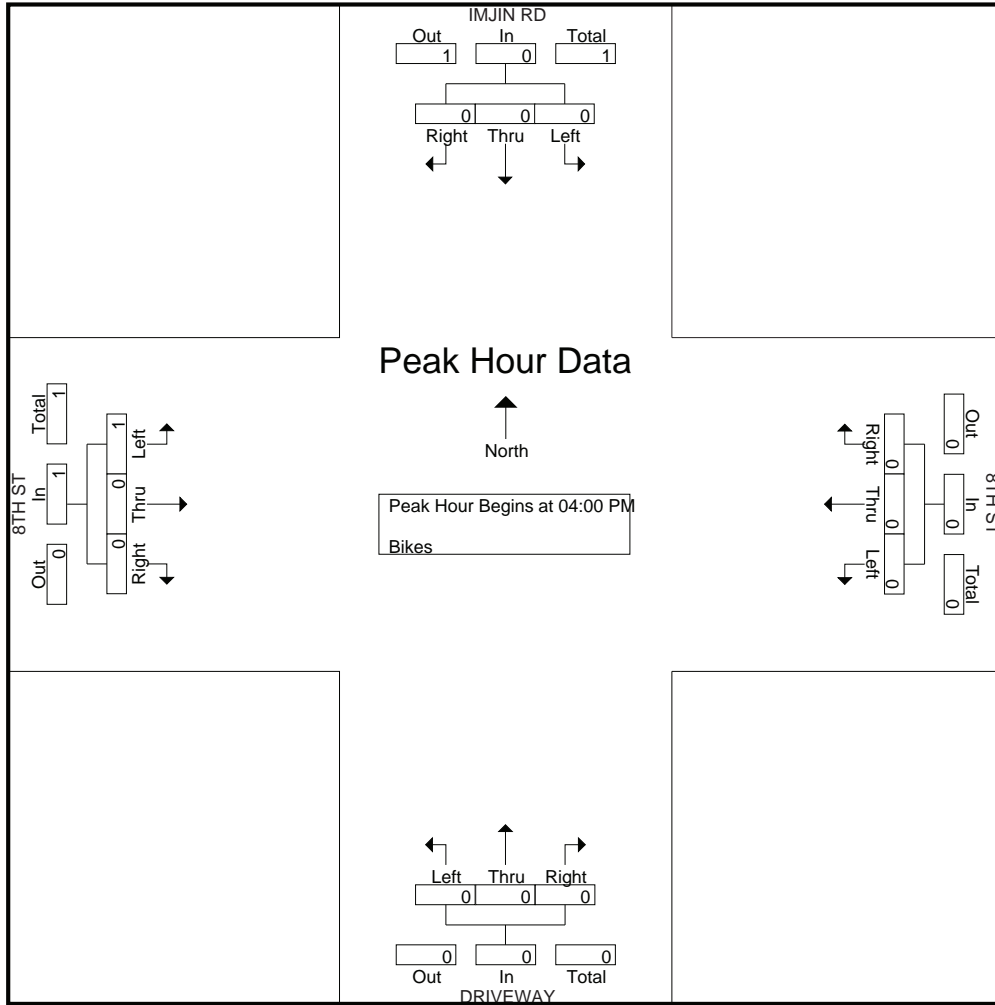 IMJIN RD
Out In Total
1 0 1
0 0 0
Right Thru Left
Peak Hour Data
North
Peak Hour Begins at 04:00 PM
Bikes
8TH ST
Total In Out
1 1 0
1 0 0
Left Thru Right
Right Thru Left
0 0 0
Out In Total
0 0 0
8TH ST
Left Thru Right
0 0 0
0 0 0
Out In Total
DRIVEWAY